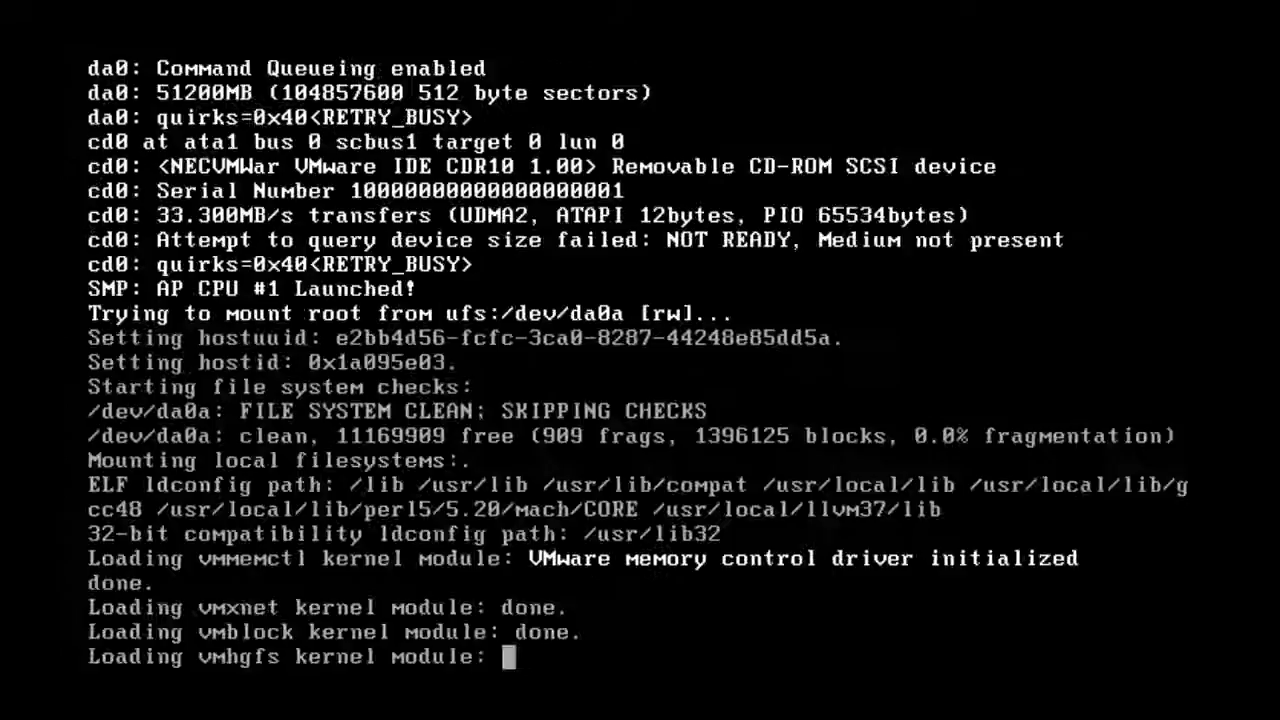 da0: Command Queueing enabled
da0: 51200MB (104857600 512 byte sectors)
da0: quirks=0x40<RETRY_BUSY>
cd0 at ata1 bus 0 scbus1 target 0 lun 0
cd0: <NECVMWar VMware IDE CDR10 1.00> Removable CD-ROM SCSI device
cd0: Serial Number 10000000000000000001
cd0: 33.300MB/s transfers (UDMA2, ATAPI 12bytes, PIO 65534bytes)
cd0: Attempt to query device size failed: NOT READY, Medium not present
cd0: quirks=0x40<RETRY_BUSY>
SMP: AP CPU #1 Launched!
Trying to mount root from ufs:/dev/da0a [rw]...
Setting hostuuid: e2bb4d56-fcfc-3ca0-8287-44248e85dd5a.
Setting hostid: 0x1a095e03.
Starting file system checks:
/dev/da0a: FILE SYSTEM CLEAN; SKIPPING CHECKS
/dev/da0a: clean, 11169909 free (909 frags, 1396125 blocks, 0.0% fragmentation)
Mounting local filesystems:.
ELF ldconfig path: /lib /usr/lib /usr/lib/compat /usr/local/lib /usr/local/lib/g
cc48 /usr/local/lib/perl5/5.20/mach/CORE /usr/local/llvm37/lib
32-bit compatibility ldconfig path: /usr/lib32
Loading vmmemctl kernel module: VMware memory control driver initialized
done.
Loading vmxnet kernel module: done.
Loading vmblock kernel module: done.
Loading vmhgfs kernel module: